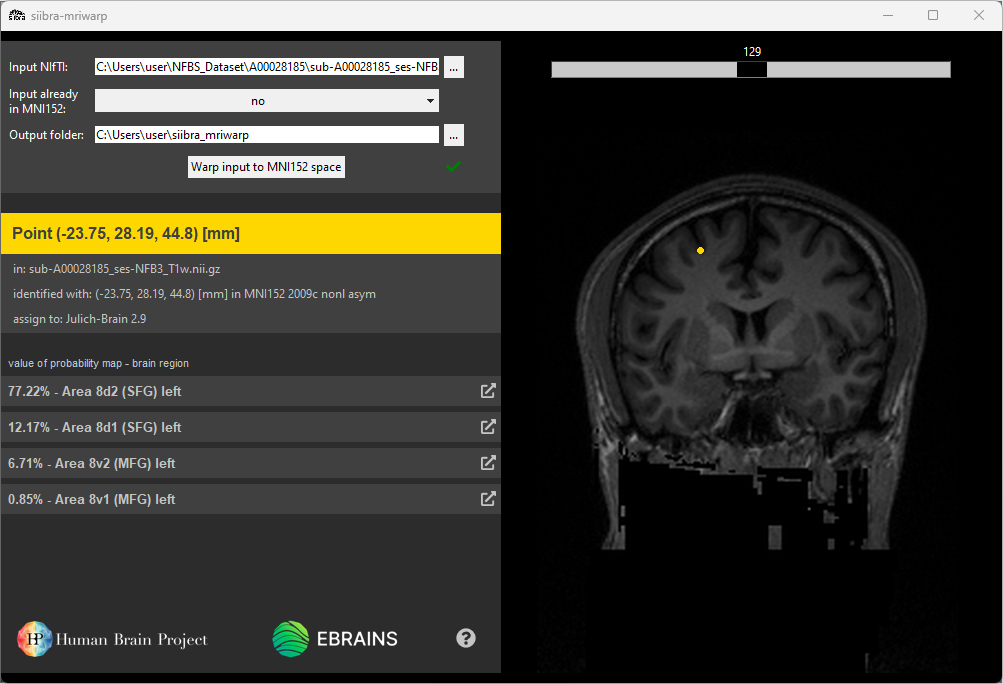 siibra-mriwarp
Input NIfTI:
C:\Users\user\NFBS_Dataset\A00028185\sub-A00028185_ses-NFB
...
Input already
in MNI152:
no
Output folder:
C:\Users\user\siibra_mriwarp
...
Warp input to MNI152 space
Point (-23.75, 28.19, 44.8) [mm]
in: sub-A00028185_ses-NFB3_T1w.nii.gz
identified with: (-23.75, 28.19, 44.8) [mm] in MNI152 2009c nonl asym
assign to: Julich-Brain 2.9
value of probability map - brain region
77.22% - Area 8d2 (SFG) left
12.17% - Area 8d1 (SFG) left
6.71% - Area 8v2 (MFG) left
0.85% - Area 8v1 (MFG) left
HP Human Brain Project
EBRAINS
?
129